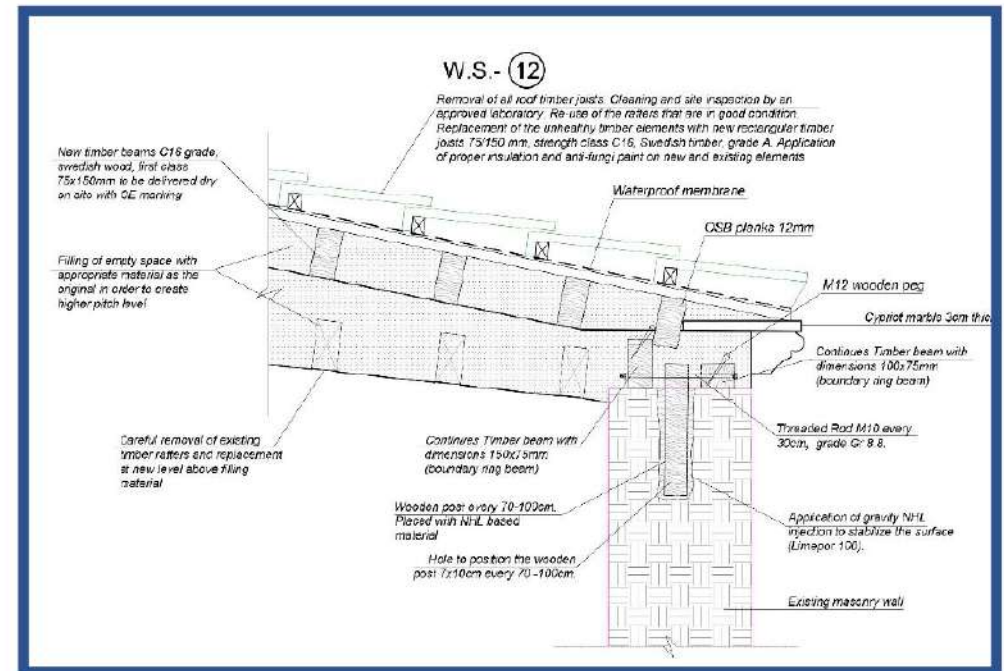 W.S.- 12
Removal of all roof timber joists. Cleaning and site inspection by an
approved laboratory. Re-use of the ratters that are in good condition.
Replacement of the unhealthy timber elements with new rectangular timber
joists 75/150 mm, strength class C16, Swedish timber, grade A. Application
of proper insulation and anti-fungi paint on new and existing elements
New timber beams C16 grade,
swedish wood, first class
75x150mm to be delivered dry
on site with CE marking
Waterproof membrane
OSB planks 12mm
Filling of empty space with
appropriate material as the
original in order to create
higher pitch level
M12 wooden peg
Cypriot marble 3cm thic
Continues Timber beam with
dimensions 100x75mm
(boundary ring beam)
Careful removal of existing
timber ratters and replacement
at new level above filling
material
Continues Timber beam with
dimensions 150x75mm
(boundary ring beam)
Threaded Rod M10 every
30cm, grade Gr 8.8.
Wooden post every 70-100cm.
Placed with NHL based
material
Application of gravity NHL
injection to stabilize the surface
(Limepor 100).
Hole to position the wooden
post 7x10cm every 70 -100cm.
Existing masonry wall